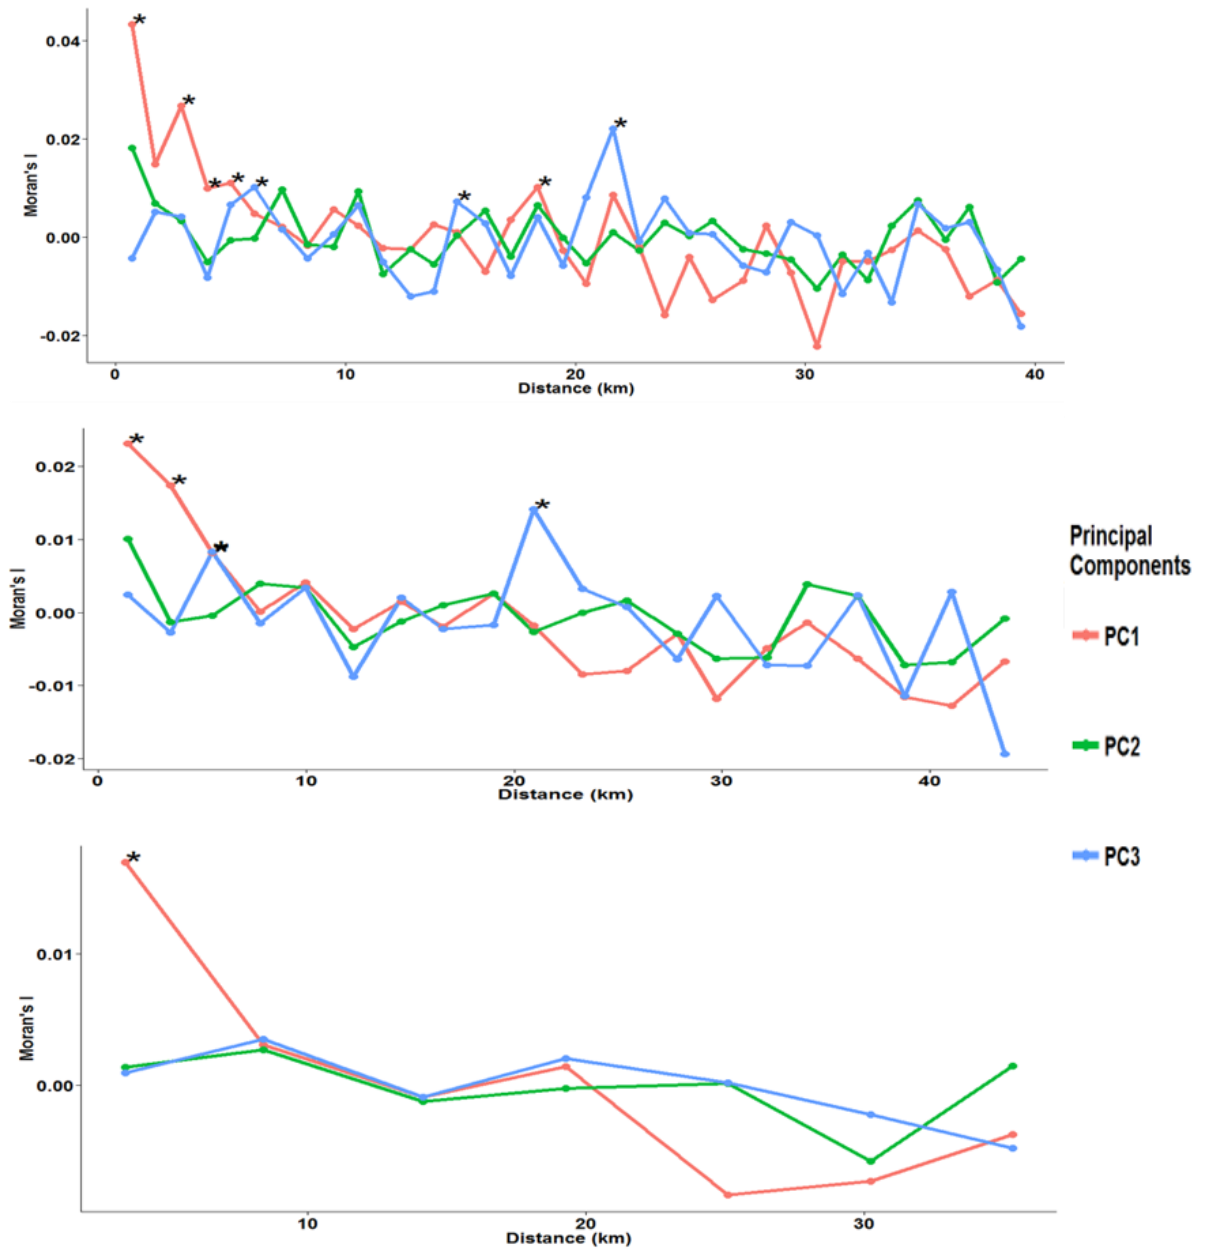 *
0.04
*
0.02
*
* * * * * *
Moran's I
0.00
-0.02
0 10 20 30 40
Distance (km)
*
0.02
*
*
0.01
*
Moran's I
0.00
-0.01
-0.02
0 10 20 30 40
Distance (km)
Principal
Components
PC1
PC2
PC3
*
0.01
Moran's I
0.00
10 20 30
Distance (km)